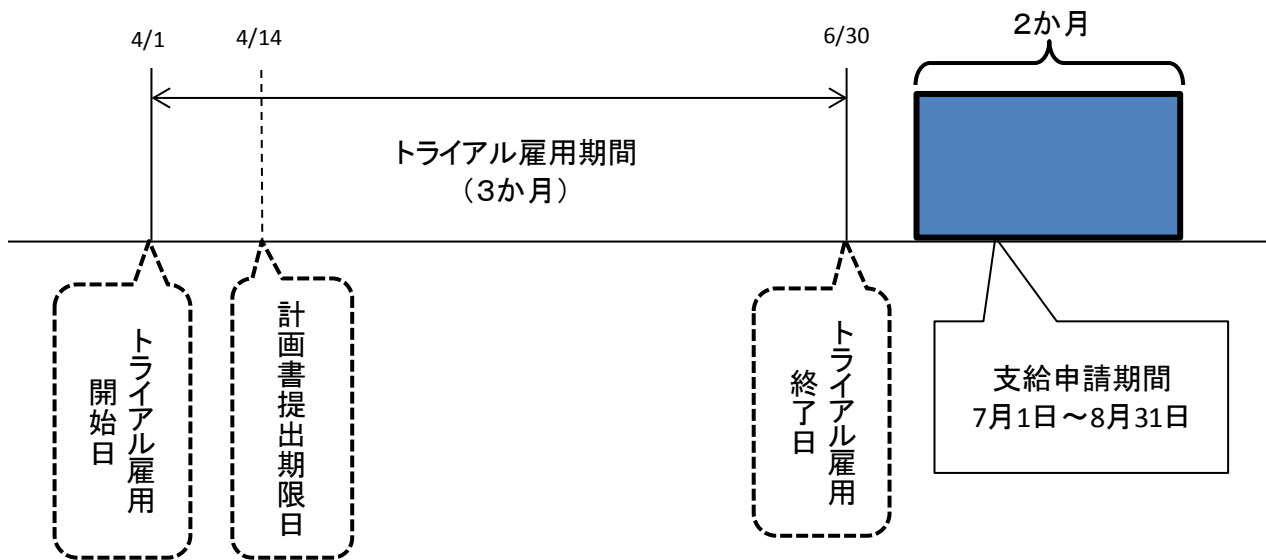 4/1
4/14
6/30
2か月
トライアル雇用期間
（3か月）
トライアル雇用
開始日
計画書提出期限日
トライアル雇用
終了日
支給申請期間
7月1日～8月31日